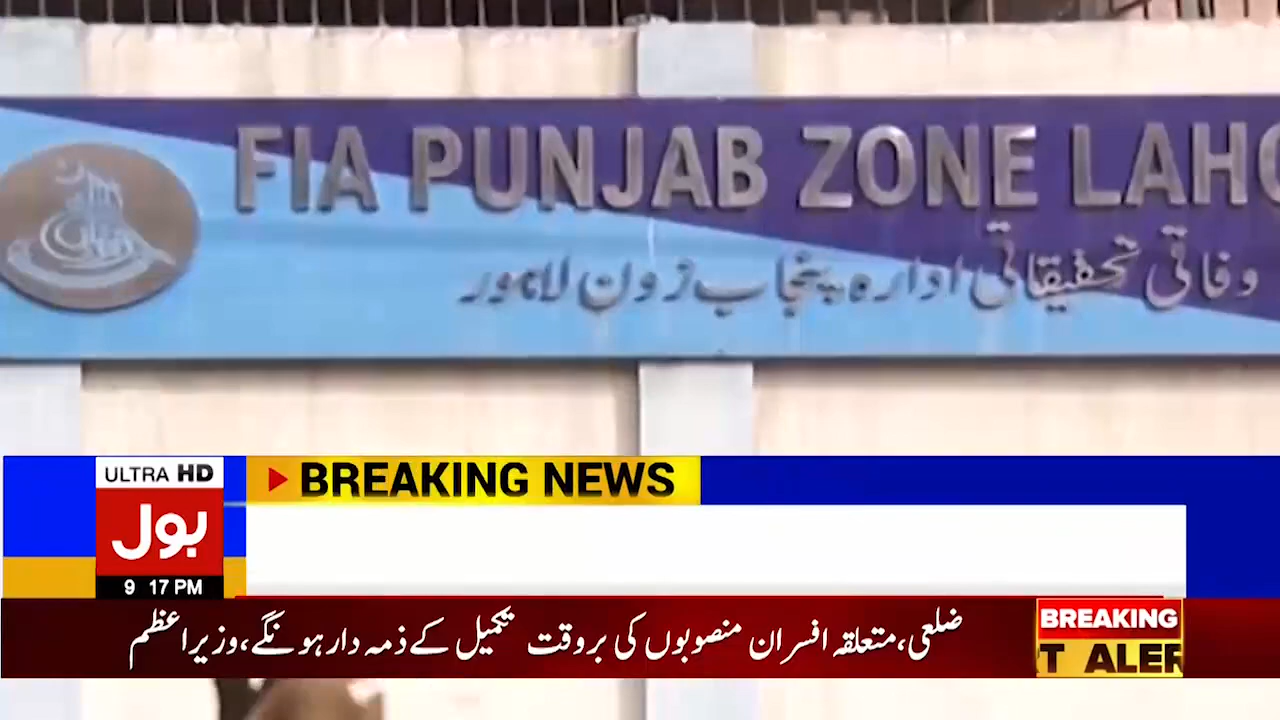 FIA PUNJAB ZONE LAHO
وفاقی تحقیقاتی ادارہ پنجاب زون لاہور
ULTRA HD
BREAKING NEWS
بول
9 17 PM
ضلعی، متعلقہ افسران منصوبوں کی بروقت تکمیل کے ذمہ دار ہونگے، وزیراعظم
BREAKING
T ALER